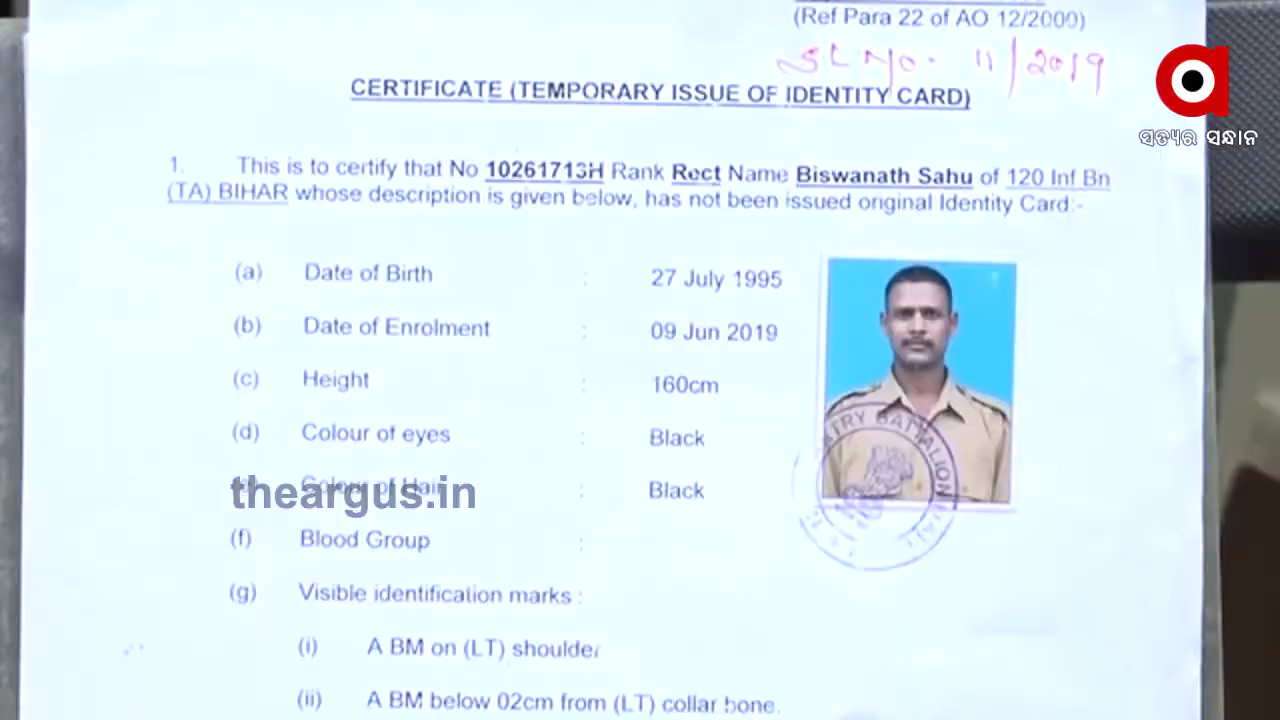 (Ref Para 22 of AO 12/2000)
SL No. 11/2019
CERTIFICATE (TEMPORARY ISSUE OF IDENTITY CARD)
ସତ୍ୟର ସନ୍ଧାନ
1. This is to certify that No 10261713H Rank Rect Name Biswanath Sahu of 120 Inf Bn
(TA) BIHAR whose description is given below, has not been issued original Identity Card:-
(a) Date of Birth : 27 July 1995
(b) Date of Enrolment : 09 Jun 2019
(c) Height : 160cm
(d) Colour of eyes : Black
Colour of Hair : Black
theargus.in
(f) Blood Group :
(g) Visible identification marks :
(i) A BM on (LT) shoulder
(ii) A BM below 02cm from (LT) collar bone.
BATTALION